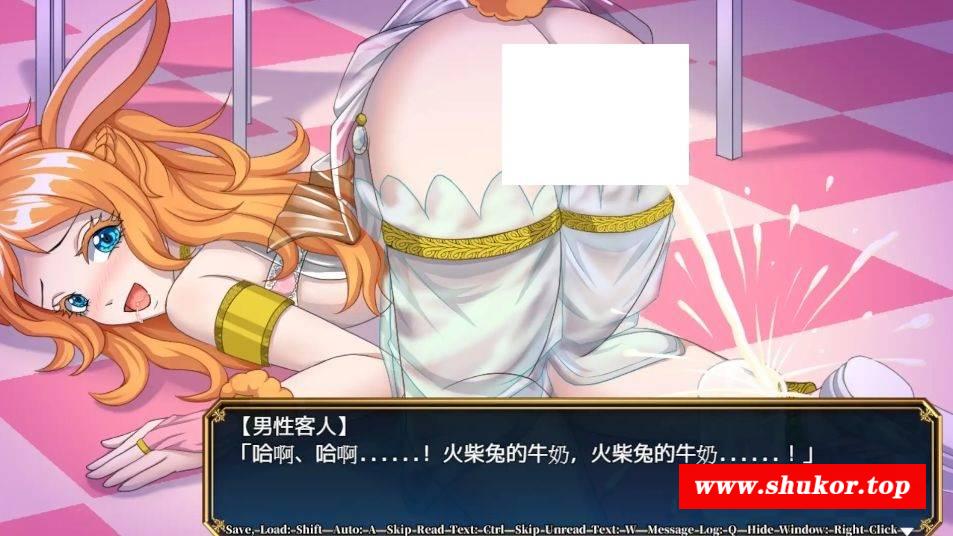 【男性客人】
「哈啊、哈啊......！火柴兔的牛奶，火柴兔的牛奶......！」
www.shukor.top
Save, Load: Shift Auto: A Skip Read Text: Ctrl Skip Unread Text: W Message Log: Q Hide Window: Right Click